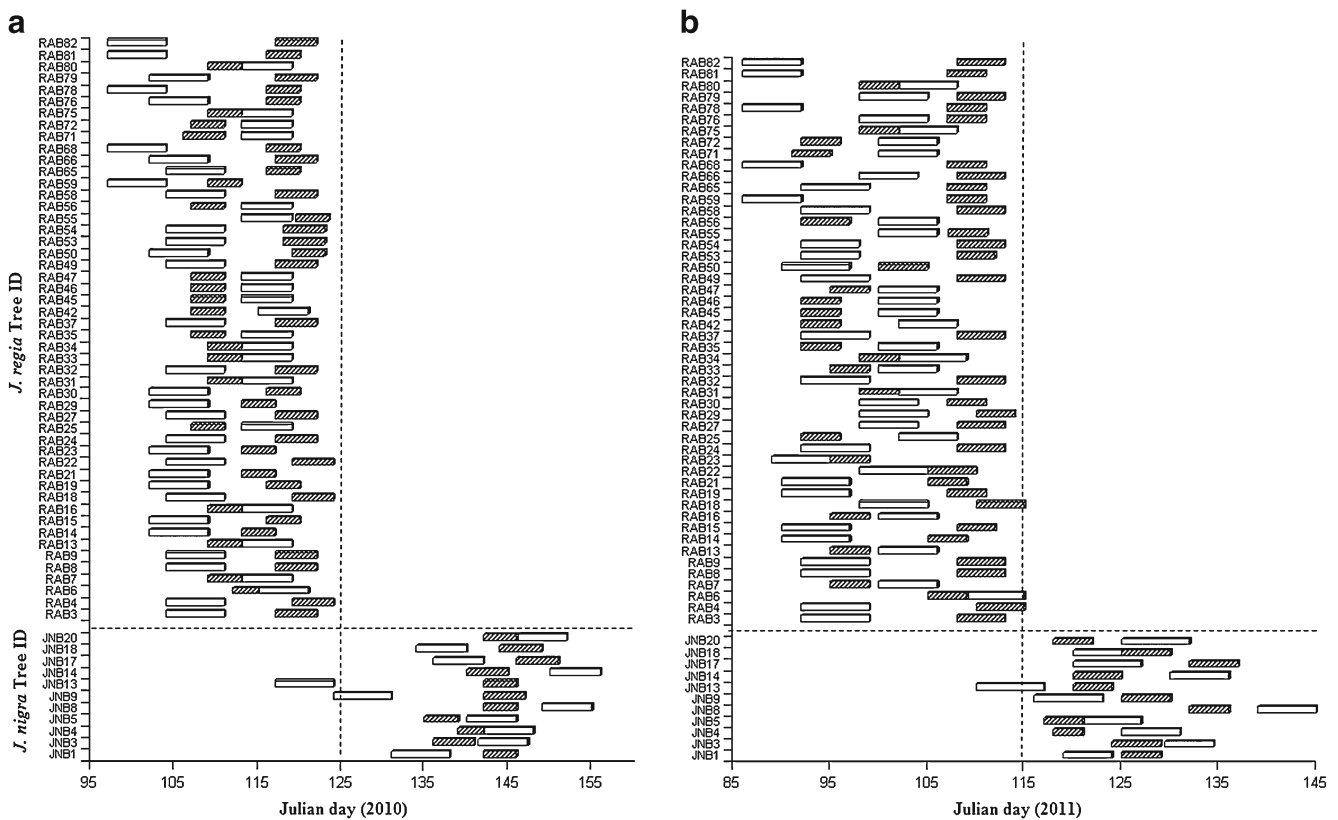 a
RAB82
RAB81
RAB80
RAB79
RAB78
RAB76
RAB75
RAB72
RAB71
RAB68
RAB66
RAB65
RAB59
RAB58
RAB56
RAB55
RAB54
RAB53
RAB50
RAB49
RAB47
RAB46
RAB45
RAB42
RAB37
RAB35
RAB34
RAB33
RAB32
RAB31
RAB30
RAB29
RAB27
RAB25
RAB24
RAB23
RAB22
RAB21
RAB19
RAB18
RAB16
RAB15
RAB14
RAB13
RAB9
RAB8
RAB7
RAB6
RAB4
RAB3
JNB20
JNB18
JNB17
JNB14
JNB13
JNB9
JNB8
JNB5
JNB4
JNB3
JNB1
J. regia Tree ID
J. nigra Tree ID
95 105 115 125 135 145 155
Julian day (2010)
b
RAB82
RAB81
RAB80
RAB79
RAB78
RAB76
RAB75
RAB72
RAB71
RAB68
RAB66
RAB65
RAB59
RAB58
RAB56
RAB55
RAB54
RAB53
RAB50
RAB49
RAB47
RAB46
RAB45
RAB42
RAB37
RAB35
RAB34
RAB33
RAB32
RAB31
RAB30
RAB29
RAB27
RAB25
RAB24
RAB23
RAB22
RAB21
RAB19
RAB18
RAB16
RAB15
RAB14
RAB13
RAB9
RAB8
RAB7
RAB6
RAB4
RAB3
JNB20
JNB18
JNB17
JNB14
JNB13
JNB9
JNB8
JNB5
JNB4
JNB3
JNB1
85 95 105 115 125 135 145
Julian day (2011)